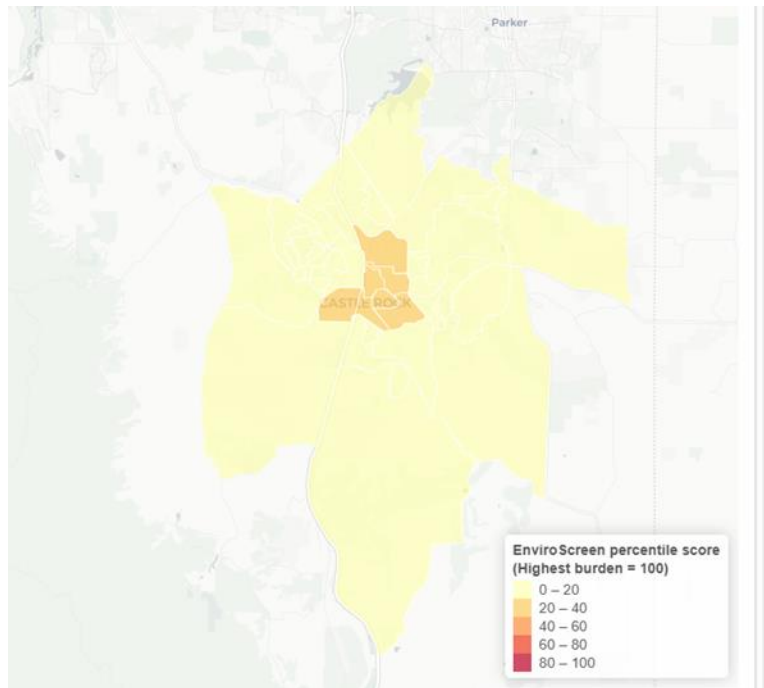 Parker
CASTLE ROCK
EnviroScreen percentile score
(Highest burden = 100)
0 – 20
20 – 40
40 – 60
60 – 80
80 – 100